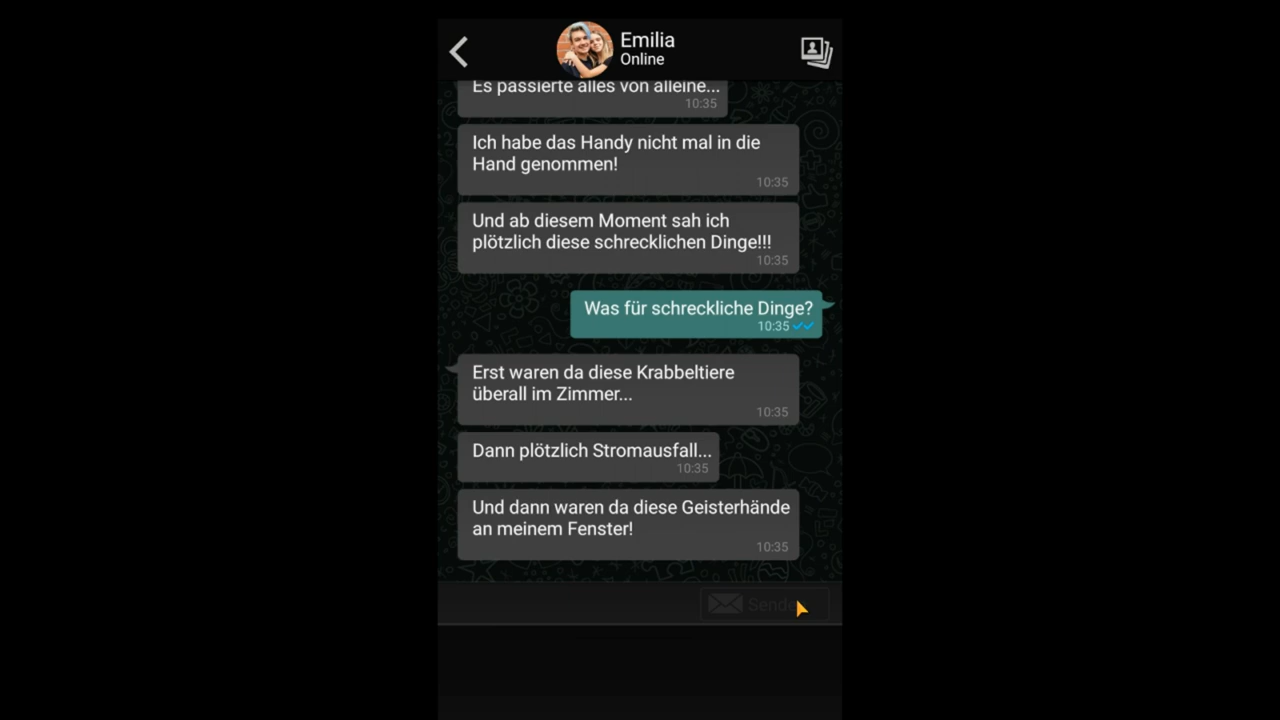 Emilia
Online
Es passierte alles von alleine...
10:35
Ich habe das Handy nicht mal in die
Hand genommen!
10:35
Und ab diesem Moment sah ich
plötzlich diese schrecklichen Dinge!!!
10:35
Was für schreckliche Dinge?
10:35
Erst waren da diese Krabbeltiere
überall im Zimmer...
10:35
Dann plötzlich Stromausfall...
10:35
Und dann waren da diese Geisterhände
an meinem Fenster!
10:35